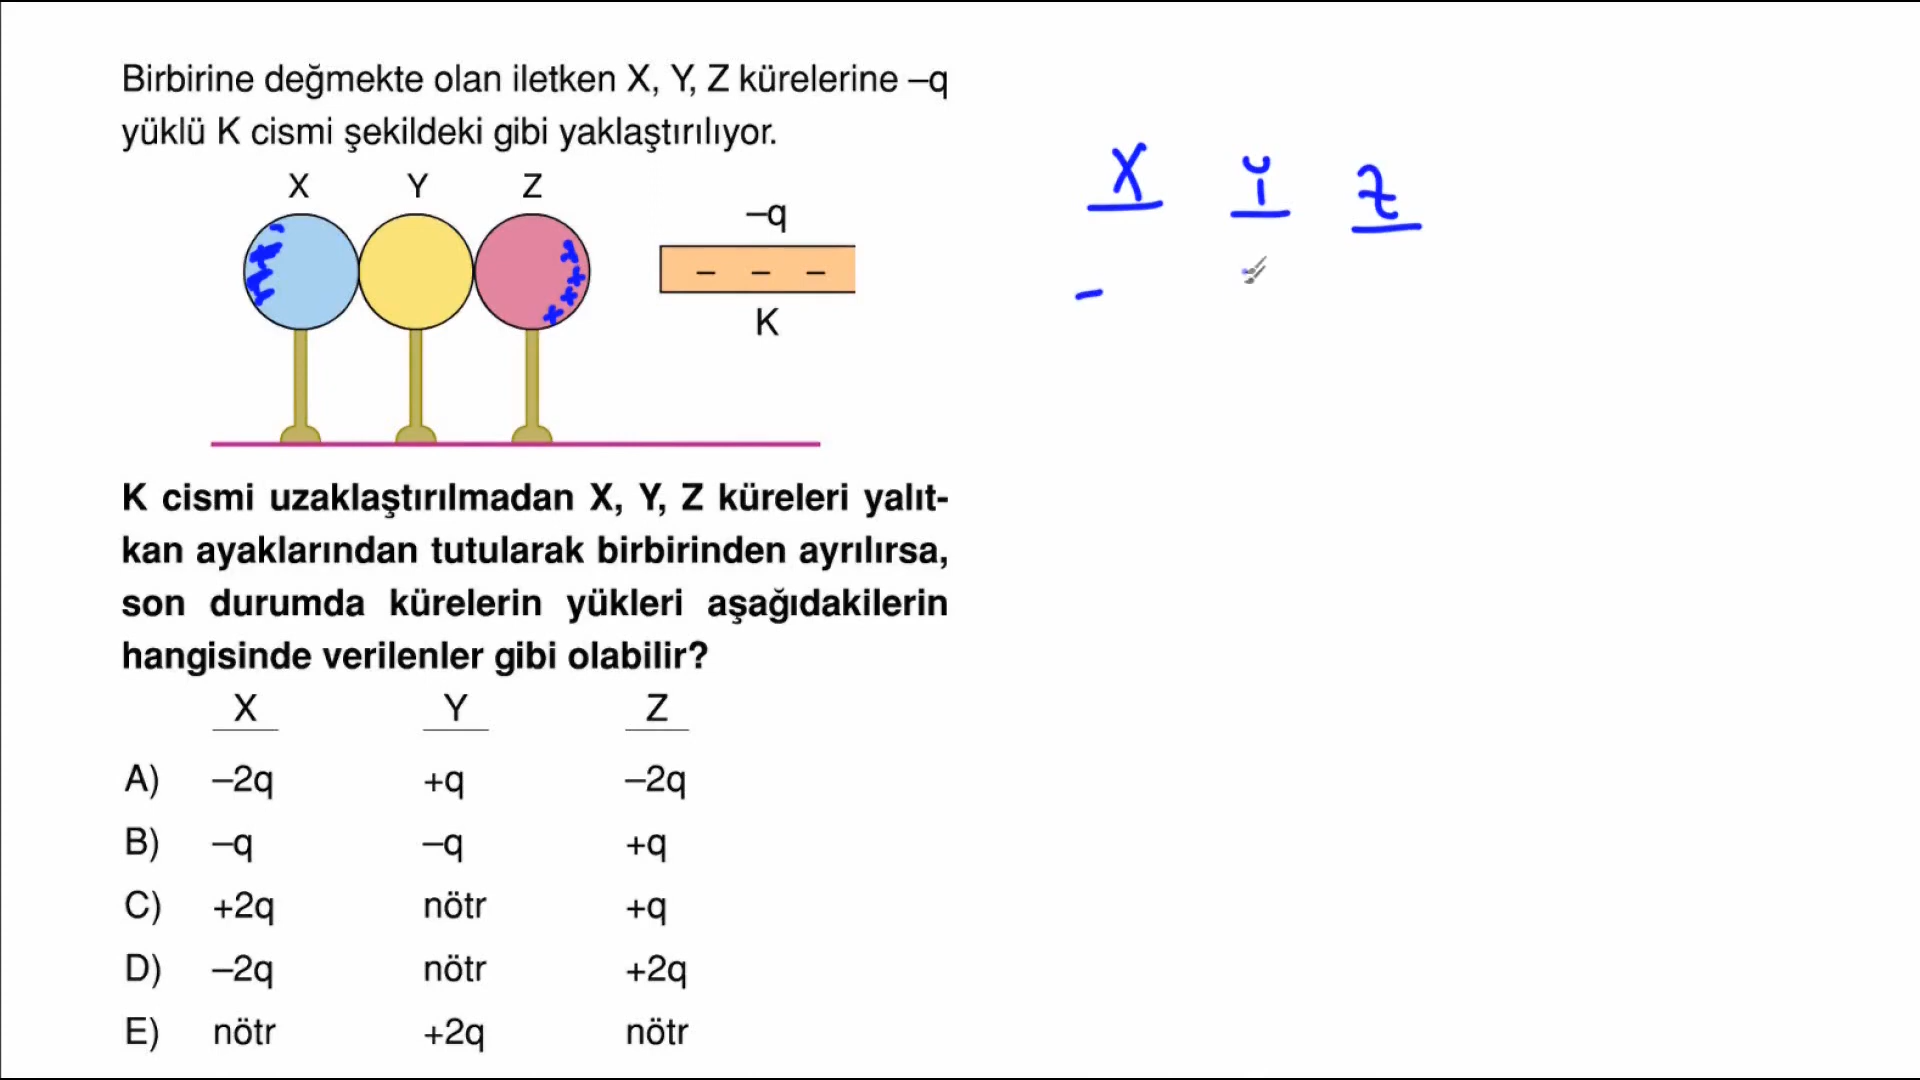 Birbirine değmekte olan iletken X, Y, Z kürelerine –q
yüklü K cismi şekildeki gibi yaklaştırılıyor.
X Y Z
–q
– – –
K
K cismi uzaklaştırılmadan X, Y, Z küreleri yalıt-
kan ayaklarından tutularak birbirinden ayrılırsa,
son durumda kürelerin yükleri aşağıdakilerin
hangisinde verilenler gibi olabilir?
X Y Z
A) –2q +q –2q
B) –q –q +q
C) +2q nötr +q
D) –2q nötr +2q
E) nötr +2q nötr
X Y Z
-